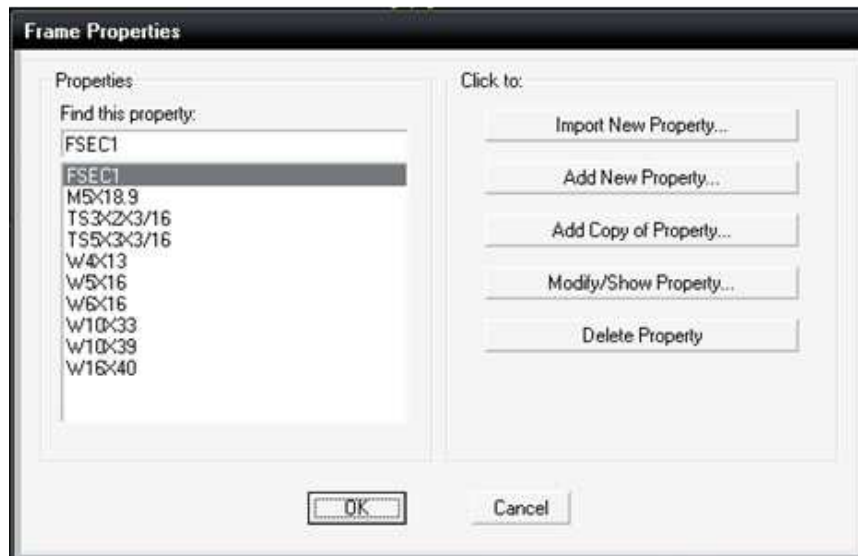 Frame Properties
Properties
Find this property:
FSEC1
FSEC1
M5X18.9
TS3X2X3/16
TS5X3X3/16
W4X13
W5X16
W6X16
W10X33
W10X39
W16X40
Click to:
Import New Property...
Add New Property...
Add Copy of Property...
Modify/Show Property...
Delete Property
OK
Cancel